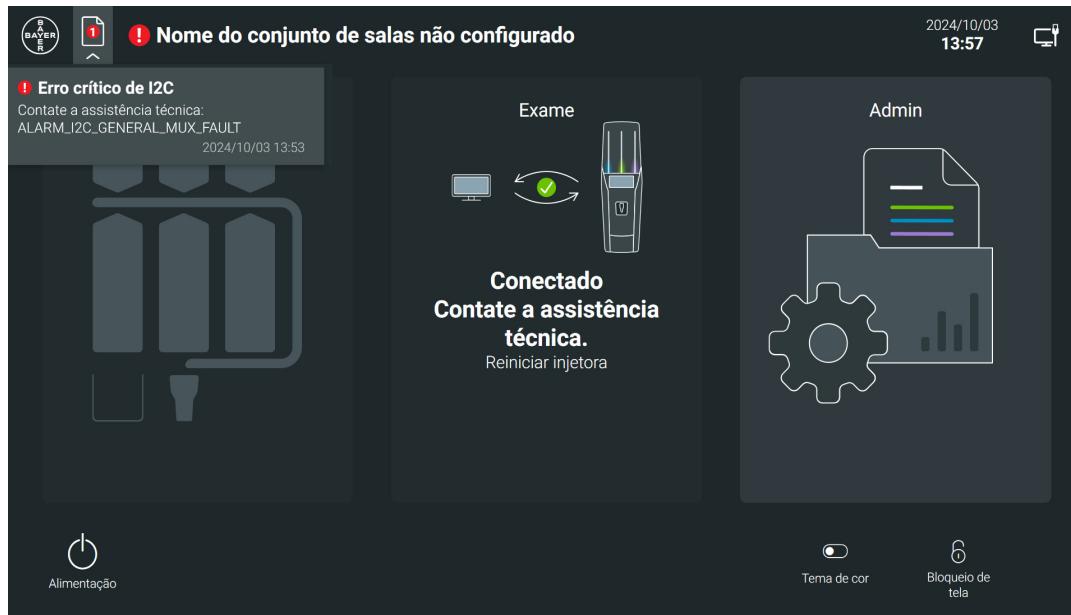 BAYER
1
Nome do conjunto de salas não configurado
2024/10/03
13:57
Erro crítico de I2C
Contate a assistência técnica:
ALARM_I2C_GENERAL_MUX_FAULT
2024/10/03 13:53
Exame
Conectado
Contate a assistência
técnica.
Reiniciar injetora
Admin
Alimentação
Tema de cor
Bloqueio de
tela